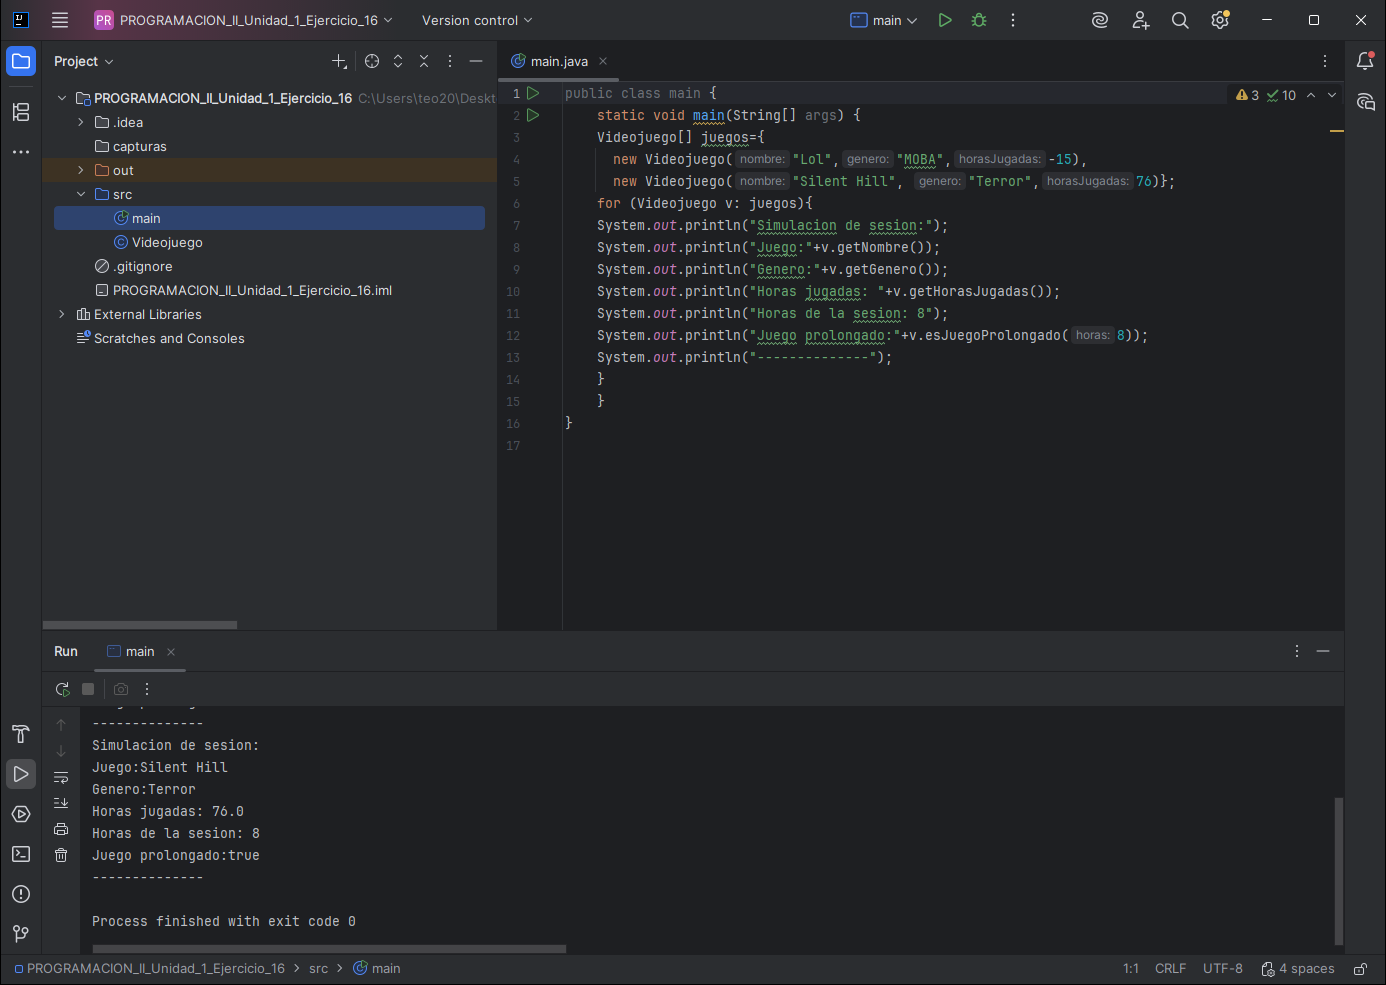 PR PROGRAMACION_II_Unidad_1_Ejercicio_16 Version control main
Project
PROGRAMACION_II_Unidad_1_Ejercicio_16 C:\Users\teo20\Deskt
.idea
capturas
out
src
main
Videojuego
.gitignore
PROGRAMACION_II_Unidad_1_Ejercicio_16.iml
External Libraries
Scratches and Consoles
main.java
3 10
1 public class main {
2 static void main(String[] args) {
3 Videojuego[] juegos={
4 new Videojuego( nombre: "Lol", genero: "MOBA", horasJugadas: -15),
5 new Videojuego( nombre: "Silent Hill", genero: "Terror", horasJugadas: 76)};
6 for (Videojuego v: juegos){
7 System.out.println("Simulacion de sesion:");
8 System.out.println("Juego:"+v.getNombre());
9 System.out.println("Genero:"+v.getGenero());
10 System.out.println("Horas jugadas: "+v.getHorasJugadas());
11 System.out.println("Horas de la sesion: 8");
12 System.out.println("Juego prolongado:"+v.esJuegoProlongado( horas: 8));
13 System.out.println("--------------");
14 }
15 }
16 }
17
Run main
--------------
Simulacion de sesion:
Juego:Silent Hill
Genero:Terror
Horas jugadas: 76.0
Horas de la sesion: 8
Juego prolongado:true
--------------
Process finished with exit code 0
PROGRAMACION_II_Unidad_1_Ejercicio_16 src main 1:1 CRLF UTF-8 4 spaces